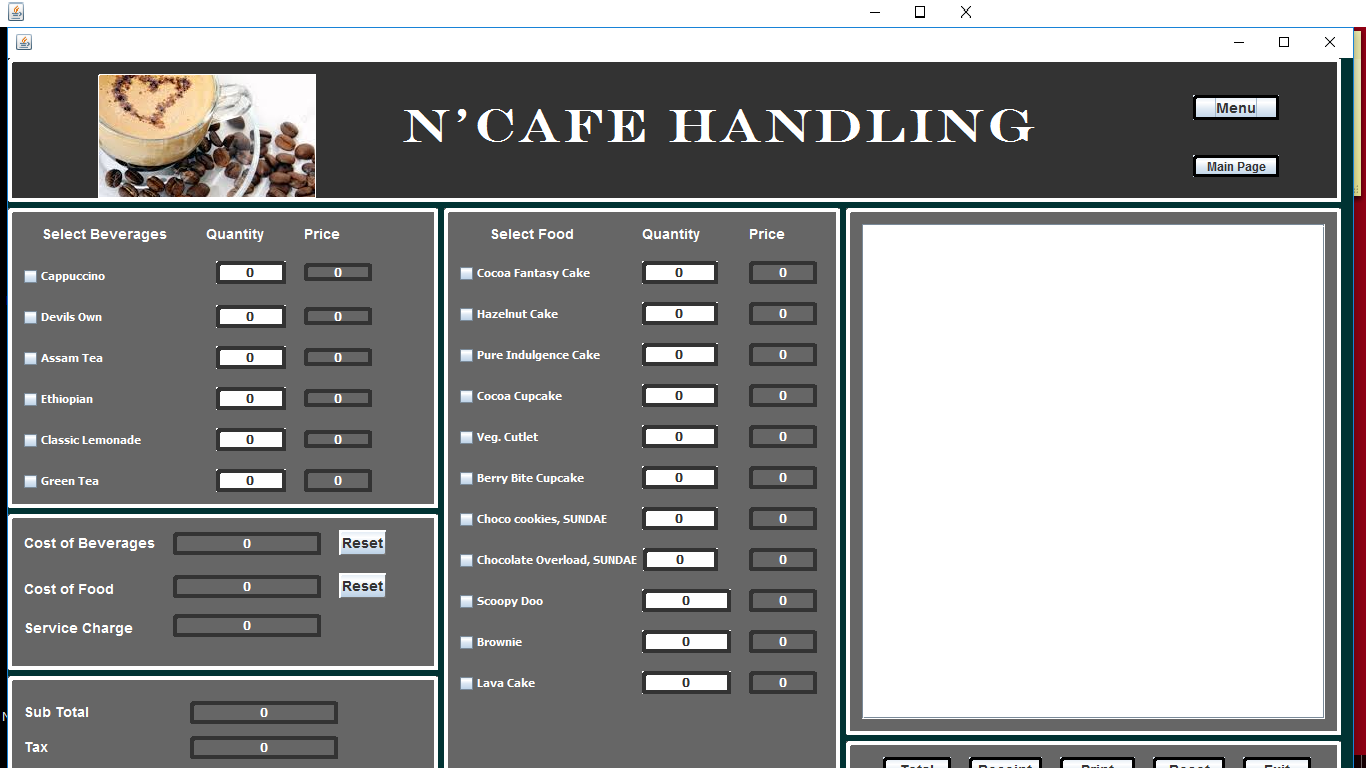 N'CAFE HANDLING
Menu
Main Page
Select Beverages Quantity Price
Cappuccino 0 0
Devils Own 0 0
Assam Tea 0 0
Ethiopian 0 0
Classic Lemonade 0 0
Green Tea 0 0
Cost of Beverages 0 Reset
Cost of Food 0 Reset
Service Charge 0
Sub Total 0
Tax 0
Select Food Quantity Price
Cocoa Fantasy Cake 0 0
Hazelnut Cake 0 0
Pure Indulgence Cake 0 0
Cocoa Cupcake 0 0
Veg. Cutlet 0 0
Berry Bite Cupcake 0 0
Choco cookies, SUNDAE 0 0
Chocolate Overload, SUNDAE 0 0
Scoopy Doo 0 0
Brownie 0 0
Lava Cake 0 0
Total Receipt Print Reset Exit